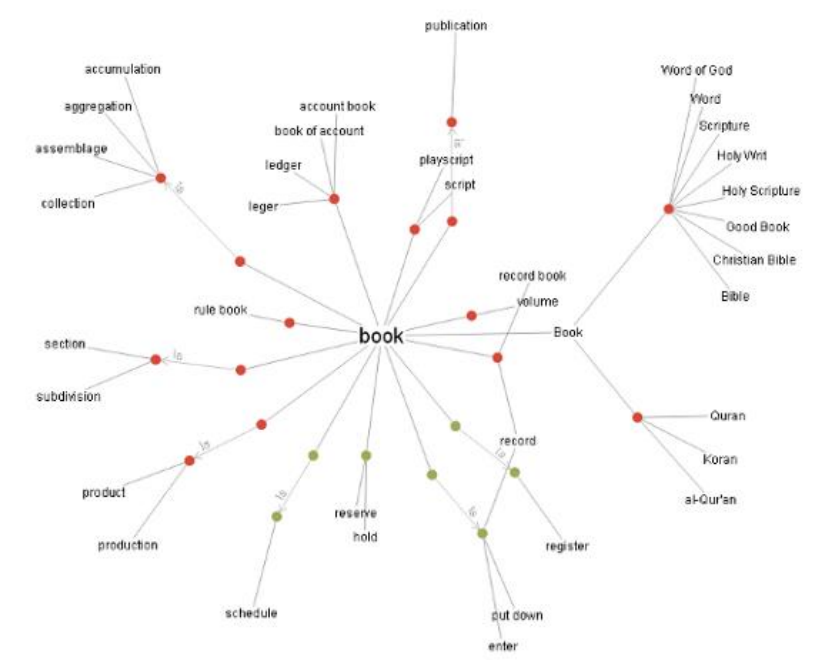 publication
accumulation
Word of God
aggregation
account book
Word
book of account
Scripture
assemblage
is
playscript
Holy Writ
ledger
script
is
Holy Scripture
collection
leger
Good Book
Christian Bible
record book
Bible
volume
rule book
book
Book
section
is
subdivision
Quran
record
is
is
Koran
product
is
is
al-Qur'an
reserve
hold
production
register
schedule
put down
enter